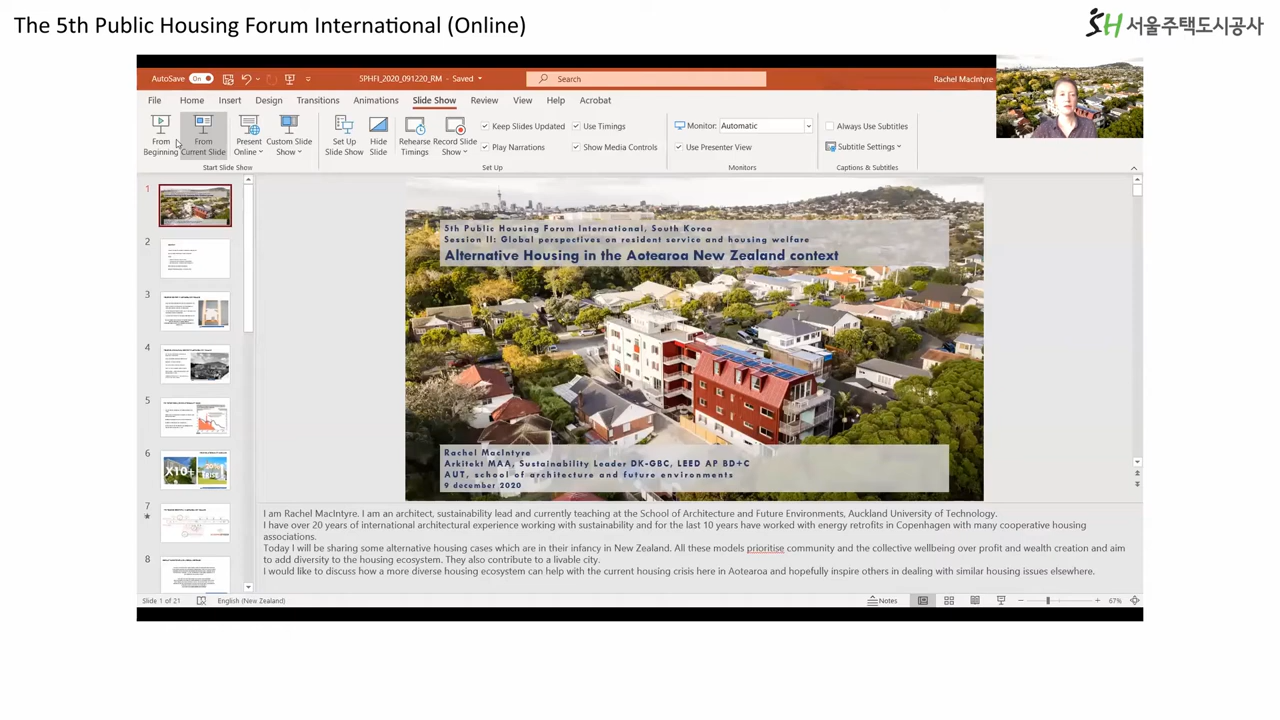 The 5th Public Housing Forum International (Online)
SH 서울주택도시공사
AutoSave On 5PHFI_2020_091220_RM - Saved Search Rachel MacIntyre
File Home Insert Design Transitions Animations Slide Show Review View Help Acrobat
From Beginning
From Current Slide
Present Online
Custom Slide Show
Start Slide Show
Set Up Slide Show
Hide Slide
Rehearse Timings
Record Slide Show
Keep Slides Updated
Play Narrations
Use Timings
Show Media Controls
Set Up
Monitor: Automatic
Use Presenter View
Monitors
Always Use Subtitles
Subtitle Settings
Captions & Subtitles
1
2
3
4
5
6
X10+
20%
7
8
5th Public Housing Forum International, South Korea
Session II: Global perspectives on resident service and housing welfare
Alternative Housing in the Aotearoa New Zealand context
Rachel MacIntyre
Arkitekt MAA, Sustainability Leader DK-GBC, LEED AP BD+C
AUT, school of architecture and future environments
9 december 2020
I am Rachel MacIntyre. I am an architect, sustainability lead and currently teaching at the School of Architecture and Future Environments, Auckland University of Technology.
I have over 20 years of international architectural experience working with sustainability and for the last 10 years have worked with energy retrofits in Copenhagen with many cooperative housing
associations.
Today I will be sharing some alternative housing cases which are in their infancy in New Zealand. All these models prioritise community and the collective wellbeing over profit and wealth creation and aim
to add diversity to the housing ecosystem. They also contribute to a livable city.
I would like to discuss how a more diverse housing ecosystem can help with the current housing crisis here in Aotearoa and hopefully inspire others in dealing with similar housing issues elsewhere.
Slide 1 of 21 English (New Zealand) Notes 67%